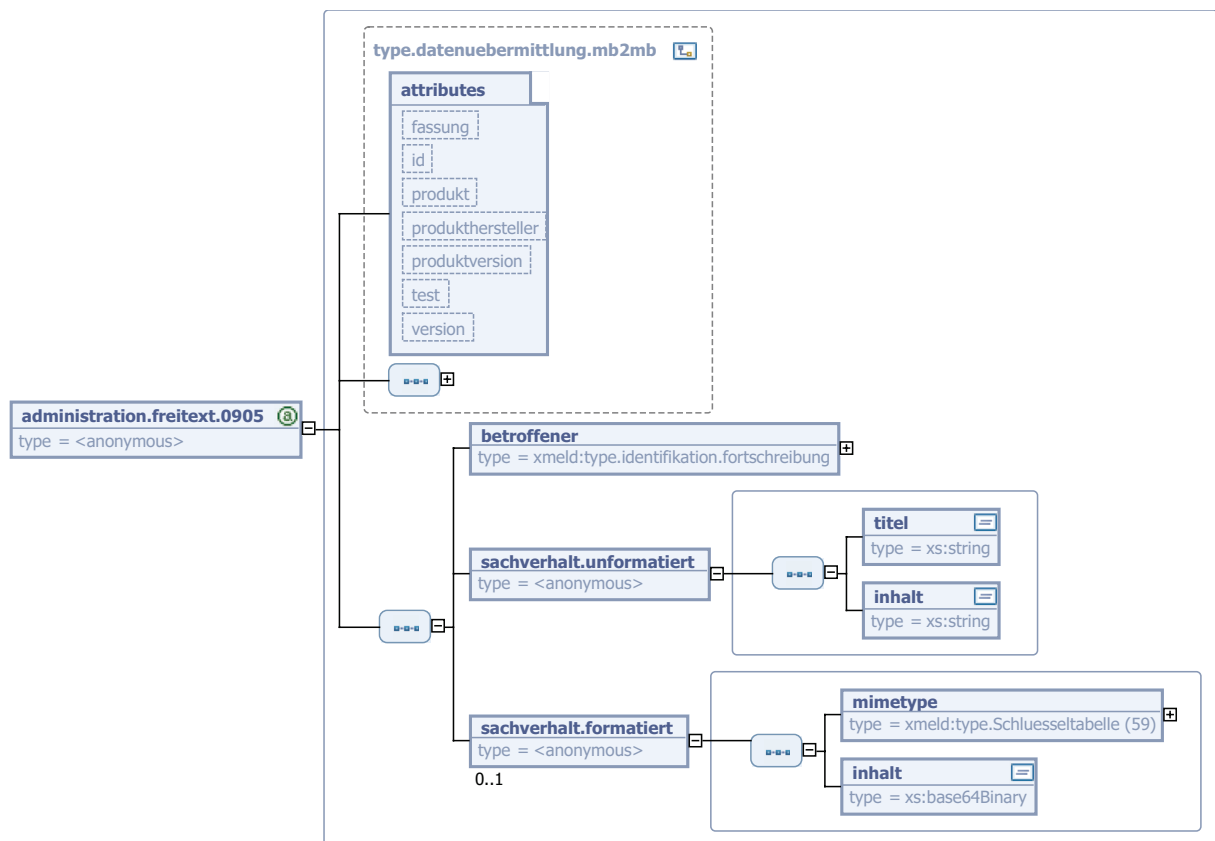 type.datenuebermittlung.mb2mb
attributes
fassung
id
produkt
produkthersteller
produktversion
test
version
administration.freitext.0905 @
type = <anonymous>
betroffener
type = xmeld:type.identifikation.fortschreibung
sachverhalt.unformatiert
type = <anonymous>
titel
type = xs:string
inhalt
type = xs:string
sachverhalt.formatiert
type = <anonymous>
0..1
mimetype
type = xmeld:type.Schluesseltabelle (59)
inhalt
type = xs:base64Binary